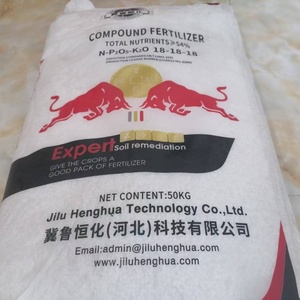 COMPOUND FERTILIZER
TOTAL NUTRIENTS≥54%
N-P₂O₅-K₂O 18-18-18
Expert
Soil remediation
GIVE THE CROPS A
GOOD PACK OF FERTILIZER
NET CONTENT:50KG
Jilu Henghua Technology Co.,Ltd.
冀鲁恒化(河北)科技有限公司
Email:admin@jiluhenghua.com
www.jiluhenghua.com